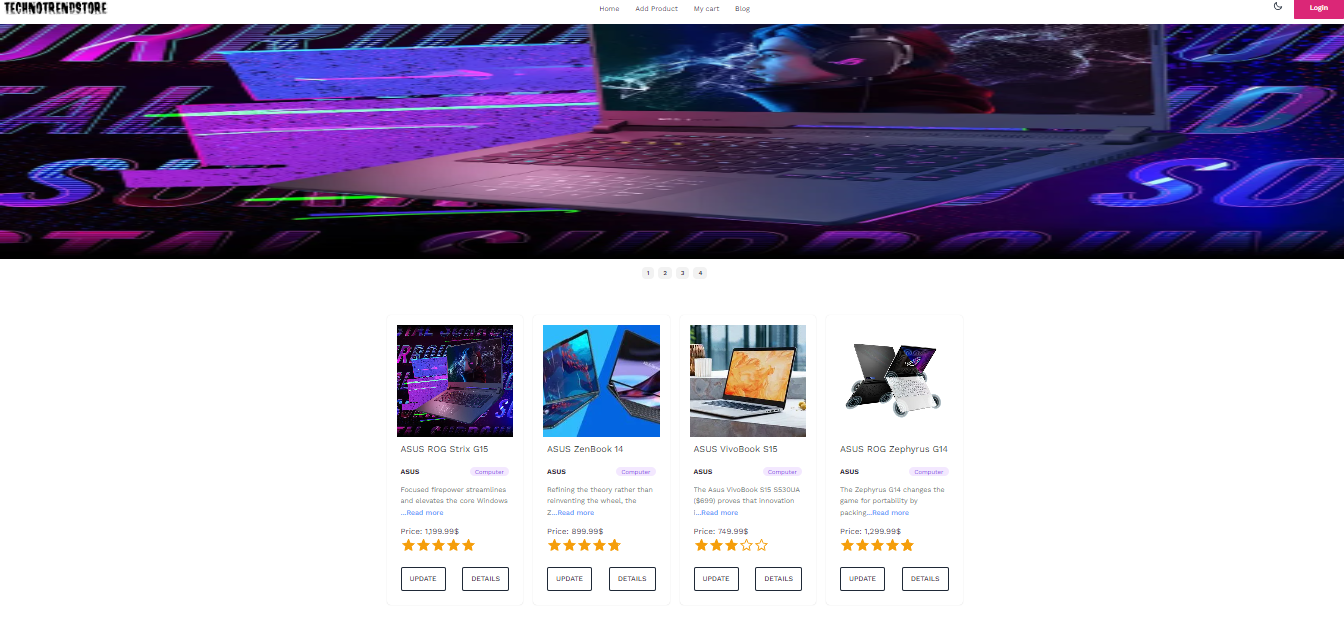 TECHNOTRENDSTORE
Home Add Product My cart Blog
Login
1 2 3 4
ASUS ROG Strix G15
ASUS Computer
Focused firepower streamlines
and elevates the core Windows
...Read more
Price: 1,199.99$
UPDATE DETAILS
ASUS ZenBook 14
ASUS Computer
Refining the theory rather than
reinventing the wheel, the
Z...Read more
Price: 899.99$
UPDATE DETAILS
ASUS VivoBook S15
ASUS Computer
The Asus VivoBook S15 S530UA
($699) proves that innovation
i...Read more
Price: 749.99$
UPDATE DETAILS
ASUS ROG Zephyrus G14
ASUS Computer
The Zephyrus G14 changes the
game for portability by
packing...Read more
Price: 1,299.99$
UPDATE DETAILS